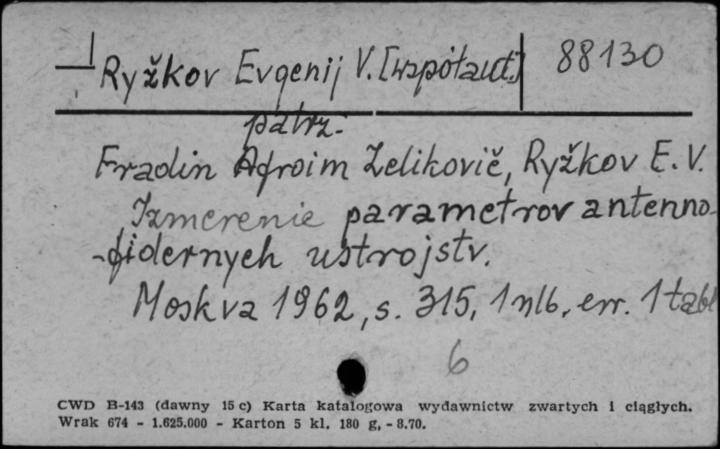 Ryžkov Evgenij V. [współaut.] 88130
patrz:
Fradin Afroim Zelikovič, Ryžkov E. V.
Izmerenie parametrov antenno-
-fidernych ustrojstv.
Moskva 1962, s. 315, 1 nlb, err. 1 tabl
6
CWD B-143 (dawny 15 c) Karta katalogowa wydawnictw zwartych i ciągłych.
Wrak 674 - 1.625.000 - Karton 5 kl. 180 g, - 8.70.